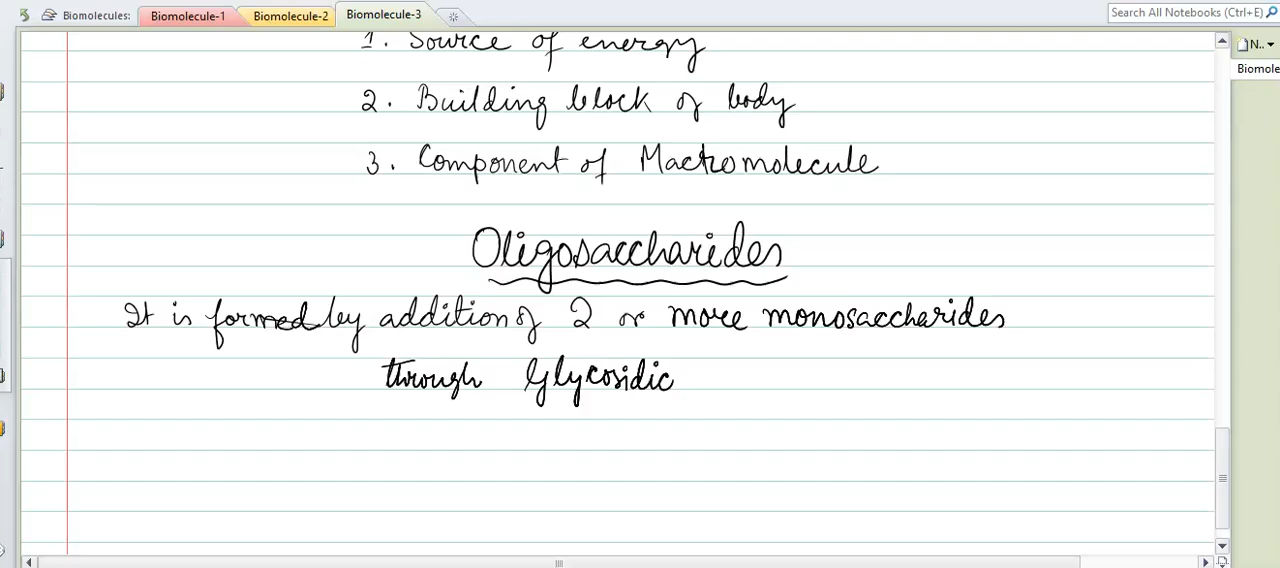 Biomolecules:
Biomolecule-1
Biomolecule-2
Biomolecule-3
Search All Notebooks (Ctrl+E)
N..
Biomole
1. Source of energy
2. Building block of body
3. Component of Macromolecule
Oligosaccharides
It is formed by addition of 2 or more monosaccharides
through Glycosidic